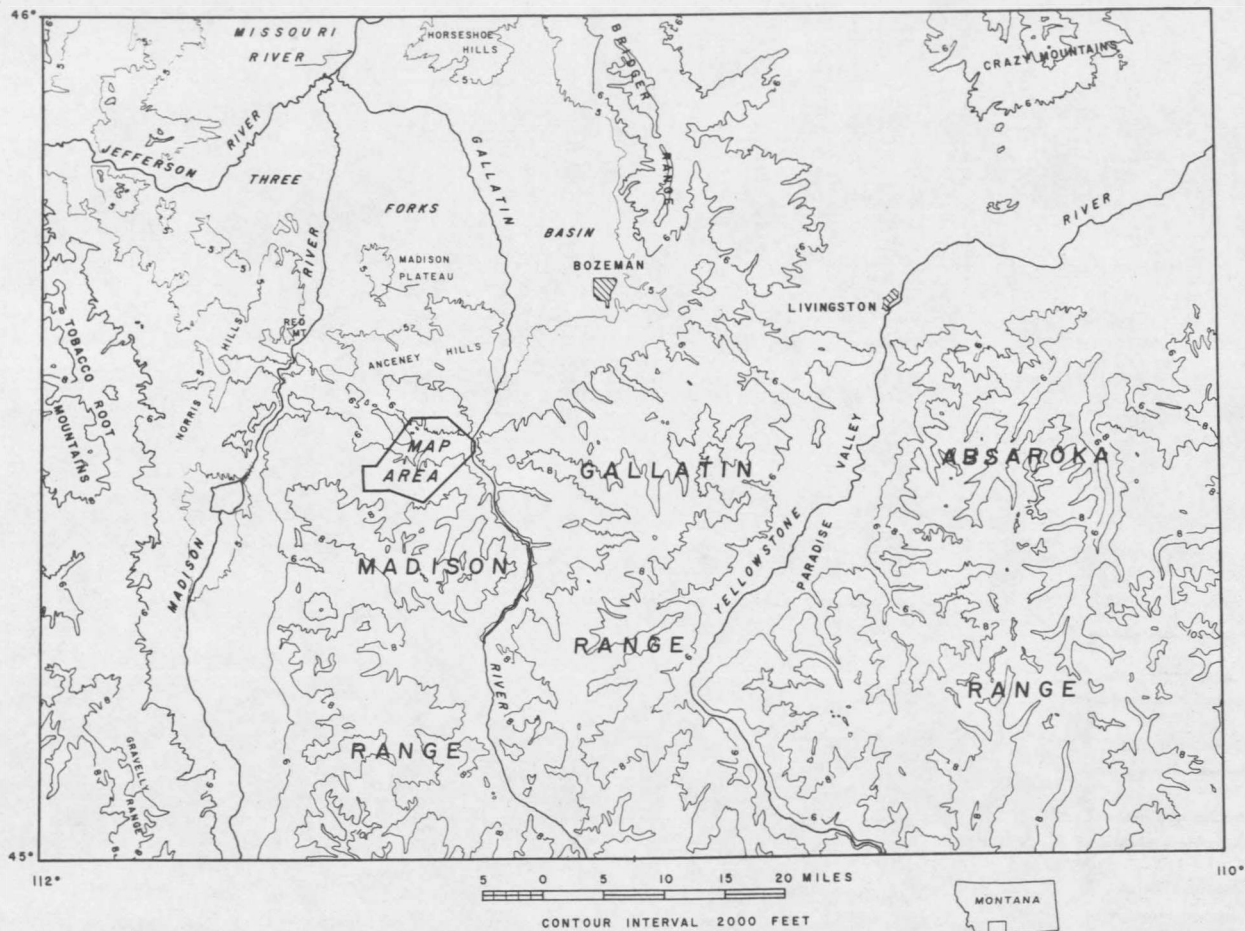 46°
MISSOURI
RIVER
HORSESHOE
HILLS
BRIDGER
RANGE
CRAZY MOUNTAINS
JEFFERSON
RIVER
THREE
FORKS
BASIN
GALLATIN
RIVER
MADISON
PLATEAU
BOZEMAN
LIVINGSTON
RIVER
RED
MT
TOBACCO ROOT
MOUNTAINS
NORRIS
HILLS
ANCENEY HILLS
MAP
AREA
GALLATIN
VALLEY
ABSAROKA
MADISON
MADISON
YELLOWSTONE
PARADISE
RANGE
RIVER
RANGE
RANGE
GRAVELLY
RANGE
45°
112°
110°
5 0 5 10 15 20 MILES
CONTOUR INTERVAL 2000 FEET
MONTANA